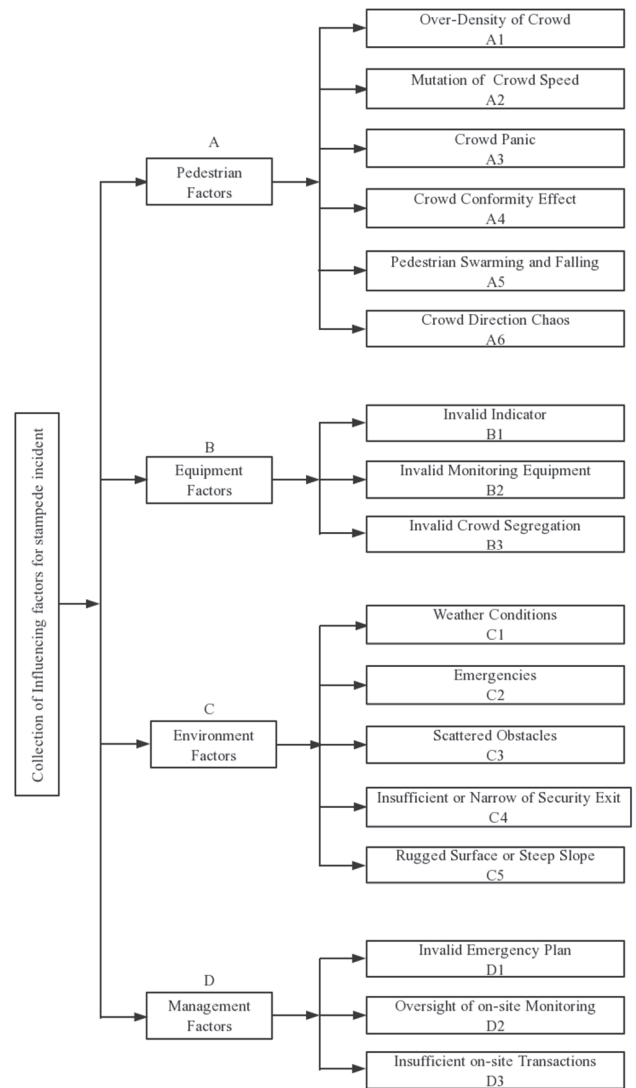 Collection of Influencing factors for stampede incident
A
Pedestrian
Factors
Over-Density of Crowd
A1
Mutation of Crowd Speed
A2
Crowd Panic
A3
Crowd Conformity Effect
A4
Pedestrian Swarming and Falling
A5
Crowd Direction Chaos
A6
B
Equipment
Factors
Invalid Indicator
B1
Invalid Monitoring Equipment
B2
Invalid Crowd Segregation
B3
C
Environment
Factors
Weather Conditions
C1
Emergencies
C2
Scattered Obstacles
C3
Insufficient or Narrow of Security Exit
C4
Rugged Surface or Steep Slope
C5
D
Management
Factors
Invalid Emergency Plan
D1
Oversight of on-site Monitoring
D2
Insufficient on-site Transactions
D3